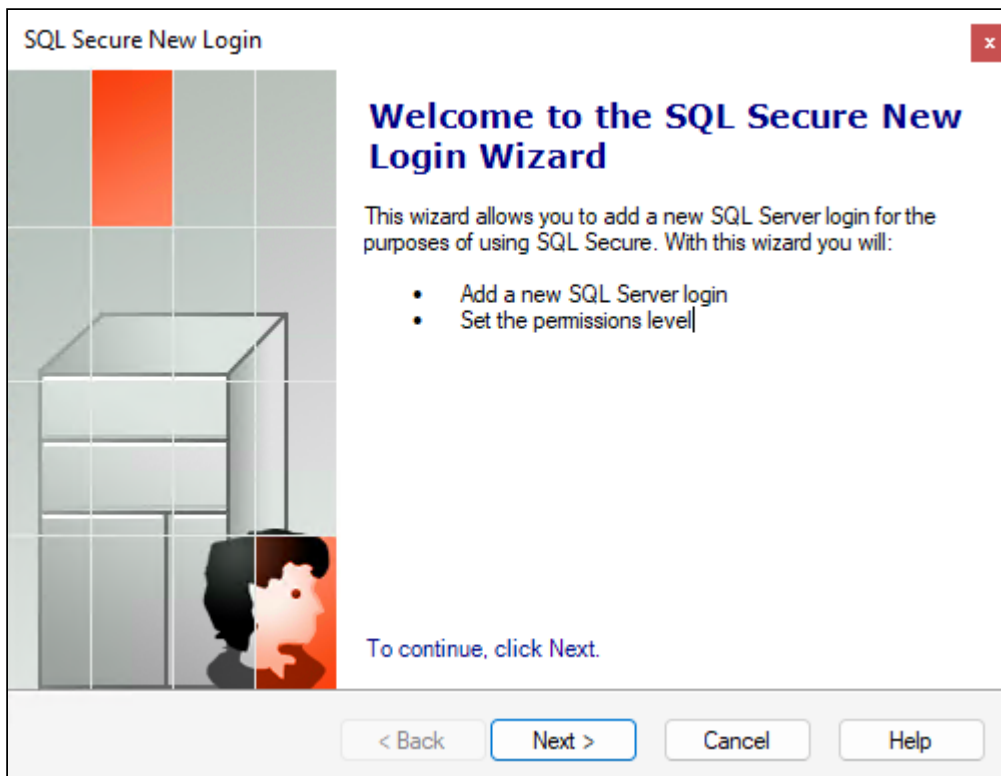 SQL Secure New Login
x
Welcome to the SQL Secure New
Login Wizard
This wizard allows you to add a new SQL Server login for the
purposes of using SQL Secure. With this wizard you will:
• Add a new SQL Server login
• Set the permissions level
To continue, click Next.
< Back Next > Cancel Help